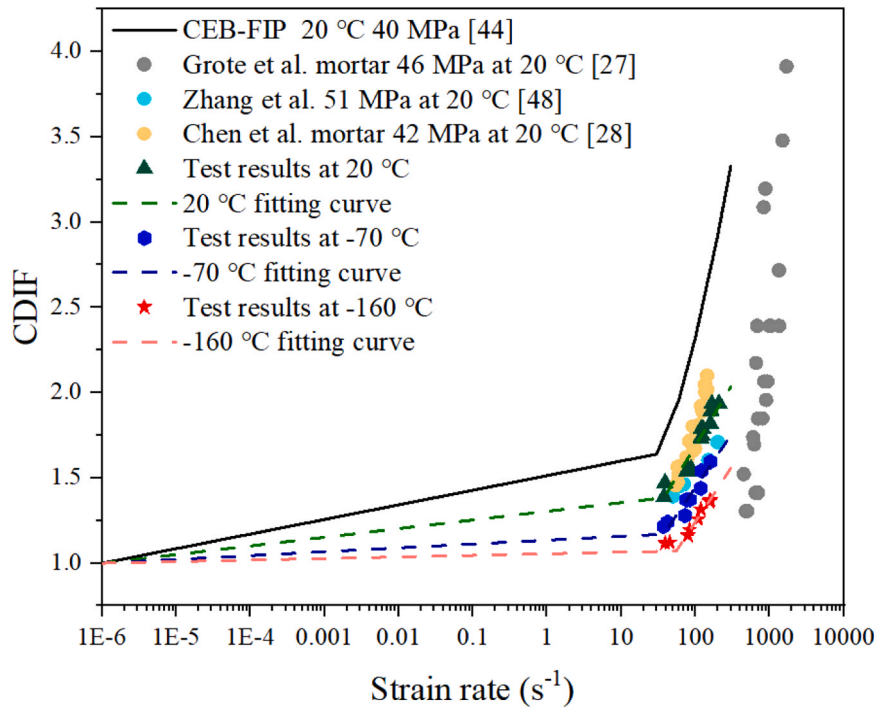 CEB-FIP 20 °C 40 MPa [44]
Grote et al. mortar 46 MPa at 20 °C [27]
Zhang et al. 51 MPa at 20 °C [48]
Chen et al. mortar 42 MPa at 20 °C [28]
Test results at 20 °C
20 °C fitting curve
Test results at -70 °C
-70 °C fitting curve
Test results at -160 °C
-160 °C fitting curve
4.0
3.5
3.0
2.5
2.0
1.5
1.0
CDIF
1E-6 1E-5 1E-4 0.001 0.01 0.1 1 10 100 1000 10000
Strain rate (s⁻¹)